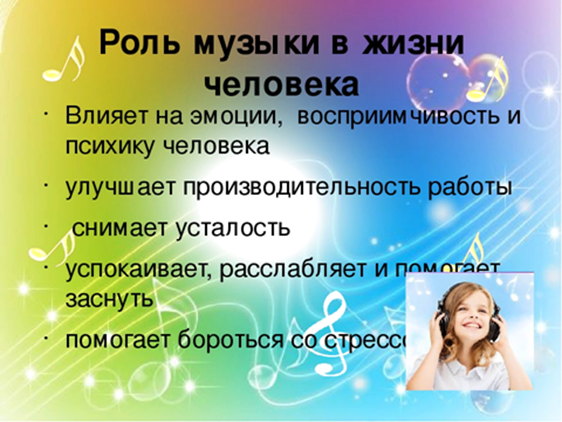 Роль музыки в жизни
человека
· Влияет на эмоции, восприимчивость и
психику человека
· улучшает производительность работы
· снимает усталость
· успокаивает, расслабляет и помогает
заснуть
· помогает бороться со